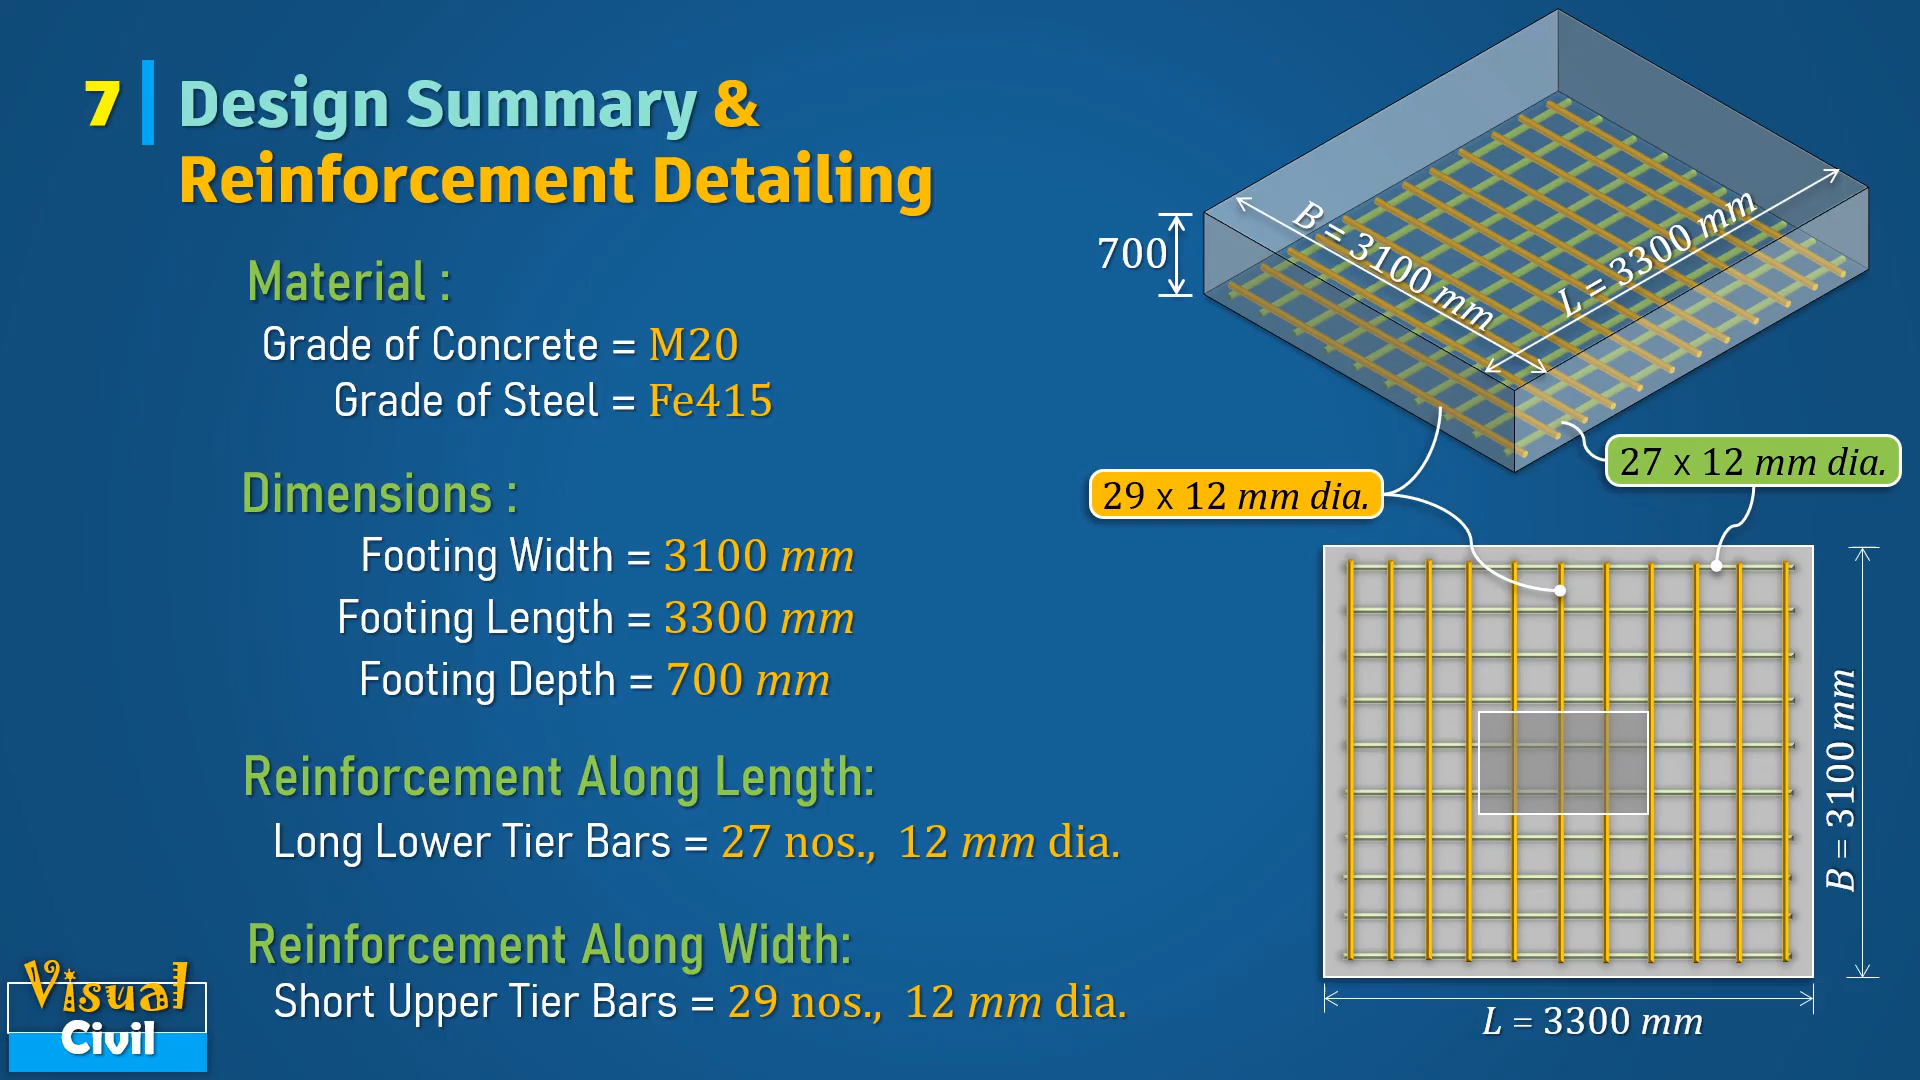 7
Design Summary &
Reinforcement Detailing
Material :
Grade of Concrete = M20
Grade of Steel = Fe415
Dimensions :
Footing Width = 3100 mm
Footing Length = 3300 mm
Footing Depth = 700 mm
Reinforcement Along Length:
Long Lower Tier Bars = 27 nos., 12 mm dia.
Reinforcement Along Width:
Short Upper Tier Bars = 29 nos., 12 mm dia.
700
B = 3100 mm
L = 3300 mm
29 x 12 mm dia.
27 x 12 mm dia.
B = 3100 mm
L = 3300 mm
Visual
Civil